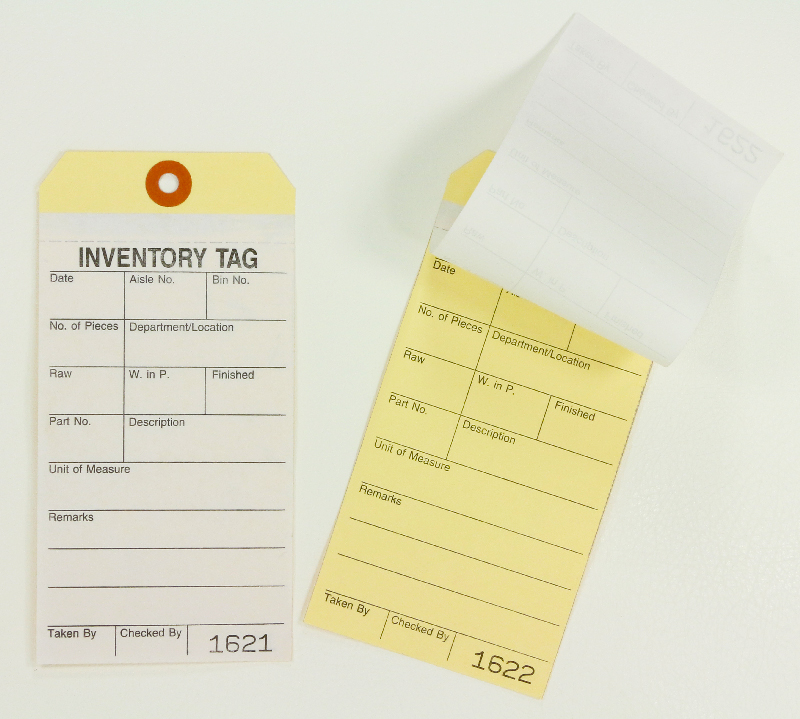 INVENTORY TAG
Date Aisle No. Bin No.
No. of Pieces Department/Location
Raw W. in P. Finished
Part No. Description
Unit of Measure
Remarks
Taken By Checked By 1621
1622
Date
No. of Pieces Department/Location
Raw W. in P. Finished
Part No. Description
Unit of Measure
Remarks
Taken By Checked By 1622